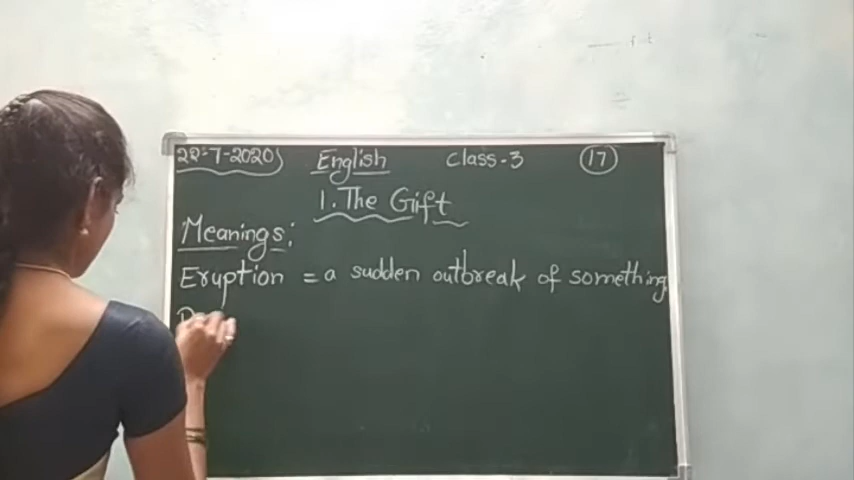 22-7-2020 English Class-3 17
1. The Gift
Meanings:
Eruption = a sudden outbreak of something